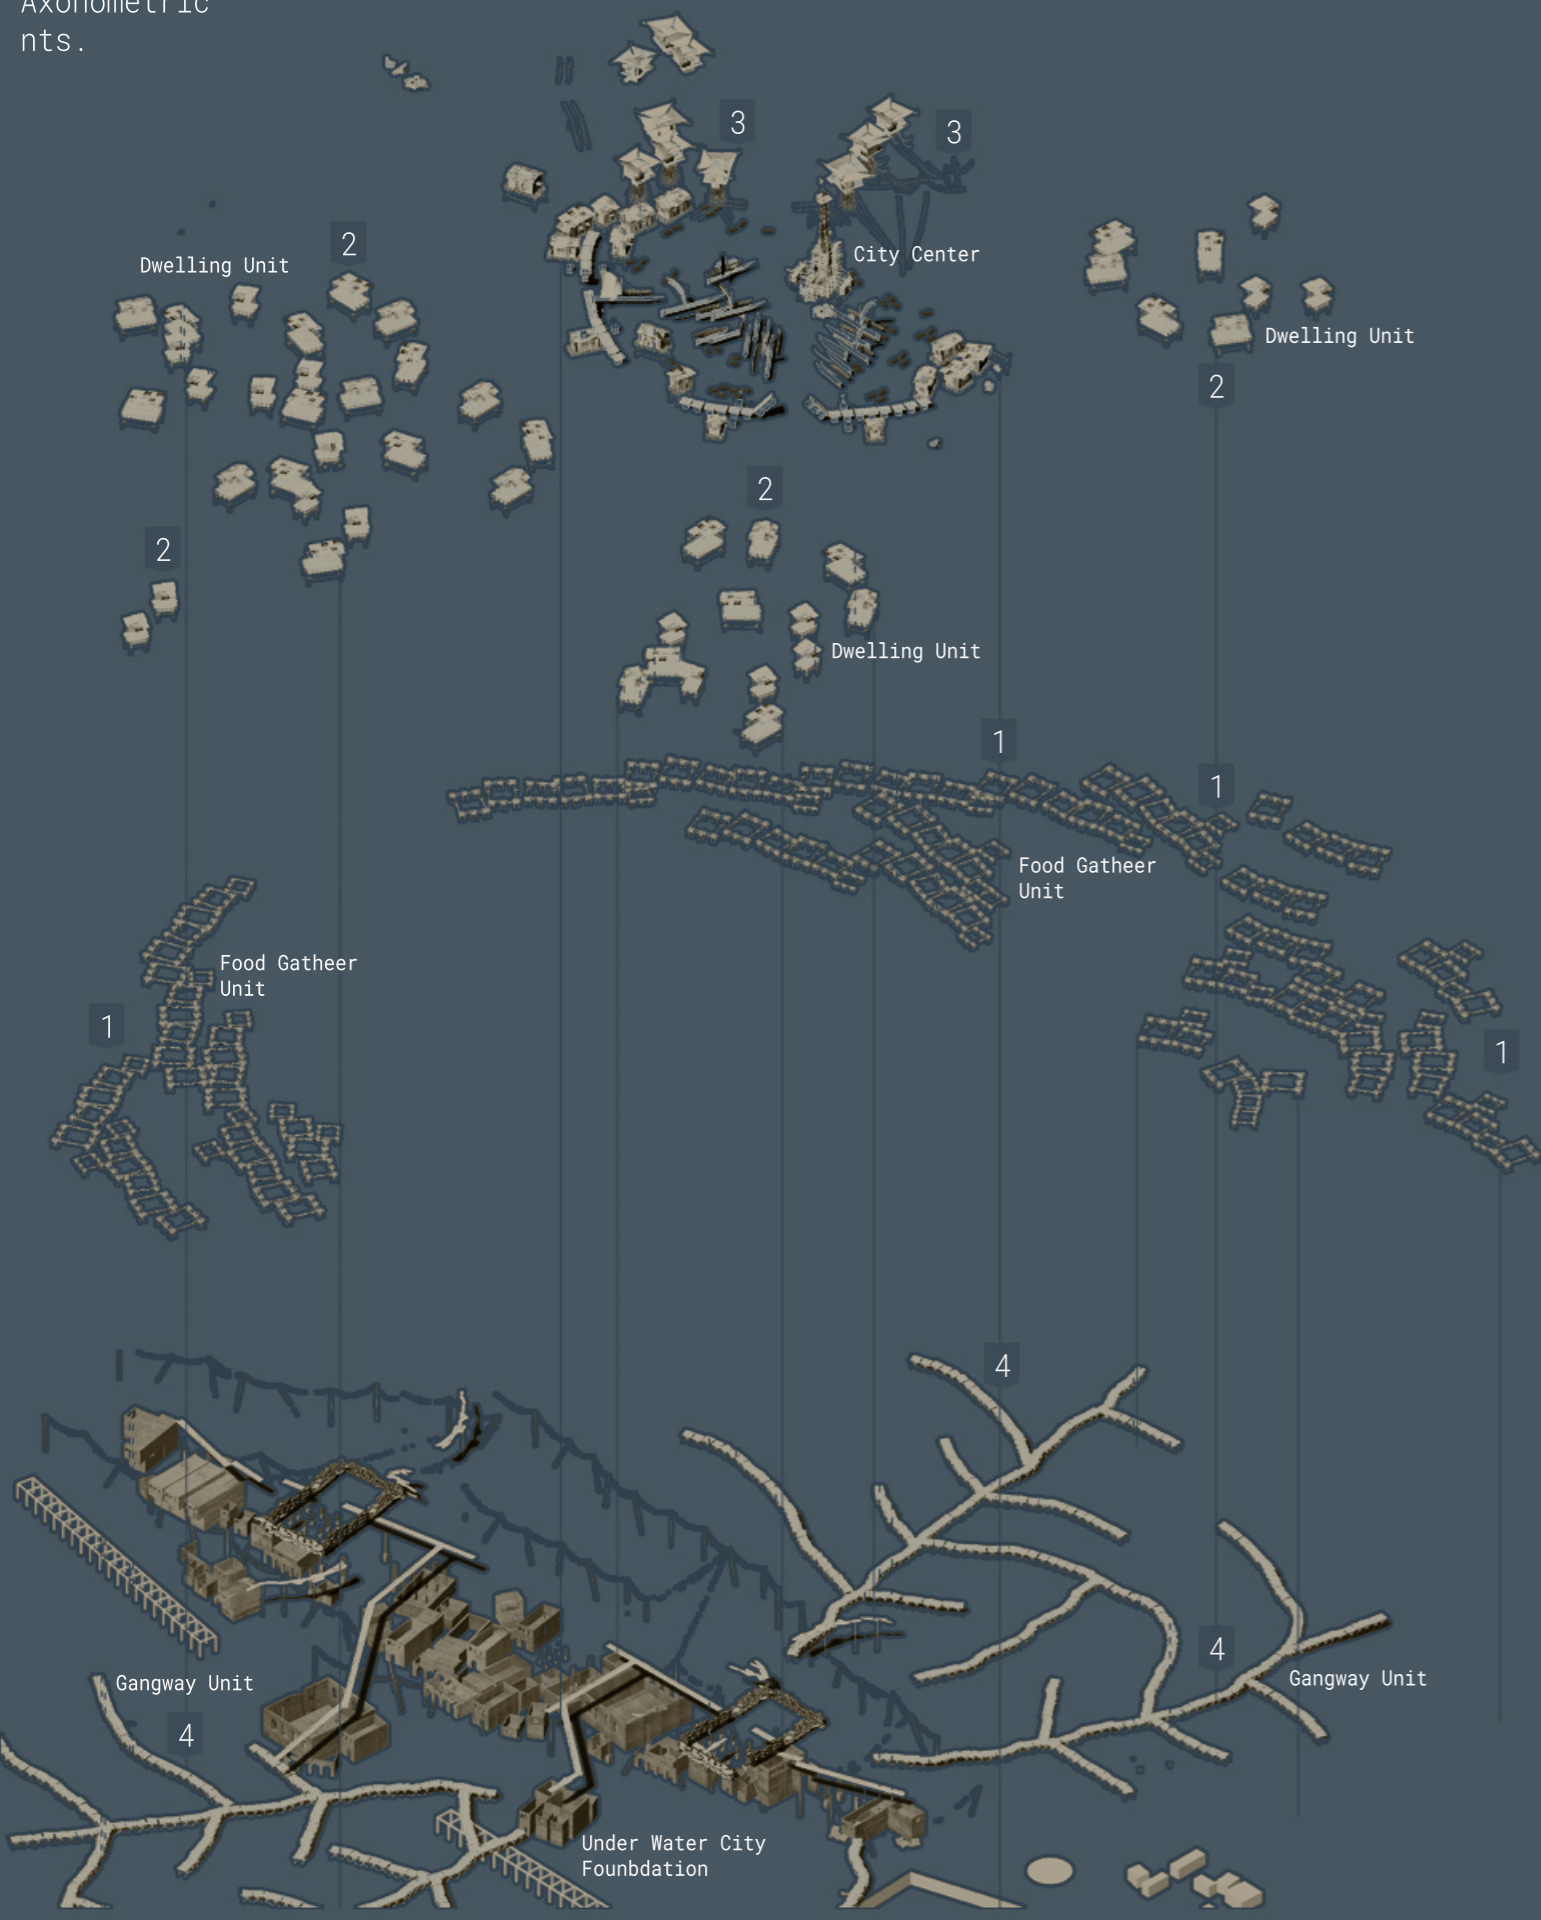 Axonometric
nts.
3
3
2
Dwelling Unit
City Center
Dwelling Unit
2
2
2
Dwelling Unit
1
1
Food Gatheer
Unit
Food Gatheer
Unit
1
1
4
4
Gangway Unit
Gangway Unit
4
Under Water City
Founbdation